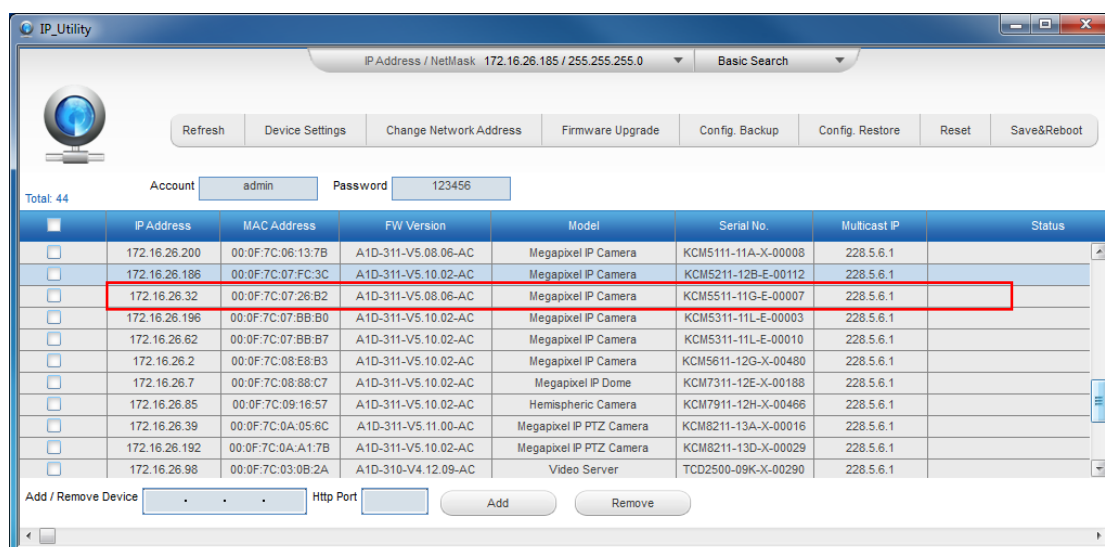 IP_Utility
IP Address / NetMask 172.16.26.185 / 255.255.255.0 Basic Search
Refresh Device Settings Change Network Address Firmware Upgrade Config. Backup Config. Restore Reset Save&Reboot
Account admin Password 123456
Total: 44
IP Address MAC Address FW Version Model Serial No. Multicast IP Status
172.16.26.200 00:0F:7C:06:13:7B A1D-311-V5.08.06-AC Megapixel IP Camera KCM5111-11A-X-00008 228.5.6.1
172.16.26.186 00:0F:7C:07:FC:3C A1D-311-V5.10.02-AC Megapixel IP Camera KCM5211-12B-E-00112 228.5.6.1
172.16.26.32 00:0F:7C:07:26:B2 A1D-311-V5.08.06-AC Megapixel IP Camera KCM5511-11G-E-00007 228.5.6.1
172.16.26.196 00:0F:7C:07:BB:B0 A1D-311-V5.10.02-AC Megapixel IP Camera KCM5311-11L-E-00003 228.5.6.1
172.16.26.62 00:0F:7C:07:BB:B7 A1D-311-V5.10.02-AC Megapixel IP Camera KCM5311-11L-E-00010 228.5.6.1
172.16.26.2 00:0F:7C:08:E8:B3 A1D-311-V5.10.02-AC Megapixel IP Camera KCM5611-12G-X-00480 228.5.6.1
172.16.26.7 00:0F:7C:08:88:C7 A1D-311-V5.10.02-AC Megapixel IP Dome KCM7311-12E-X-00188 228.5.6.1
172.16.26.85 00:0F:7C:09:16:57 A1D-311-V5.10.02-AC Hemispheric Camera KCM7911-12H-X-00466 228.5.6.1
172.16.26.39 00:0F:7C:0A:05:6C A1D-311-V5.11.00-AC Megapixel IP PTZ Camera KCM8211-13A-X-00016 228.5.6.1
172.16.26.192 00:0F:7C:0A:A1:7B A1D-311-V5.10.02-AC Megapixel IP PTZ Camera KCM8211-13D-X-00029 228.5.6.1
172.16.26.98 00:0F:7C:03:0B:2A A1D-310-V4.12.09-AC Video Server TCD2500-09K-X-00290 228.5.6.1
Add / Remove Device . . . Http Port Add Remove